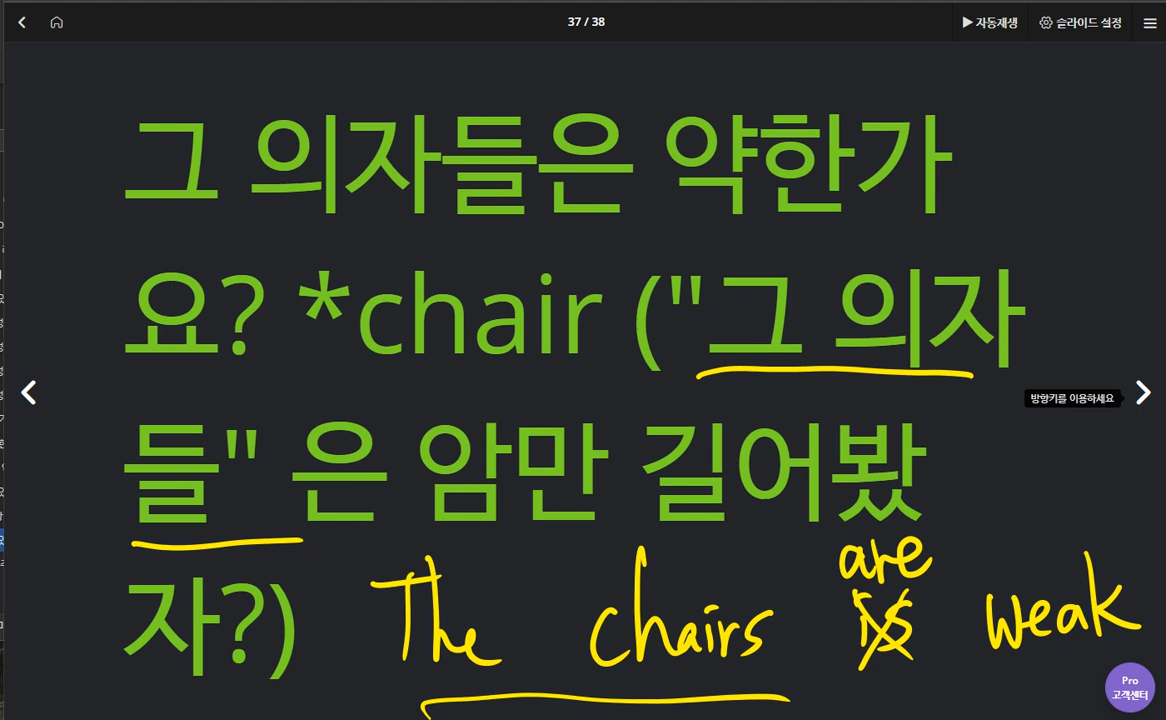 37 / 38
▶ 자동재생
슬라이드 설정
그 의자들은 약한가
요? *chair ("그 의자
방향키를 이용하세요
들" 은 암만 길어봤
자?)
are
The chairs is weak
Pro
고객센터